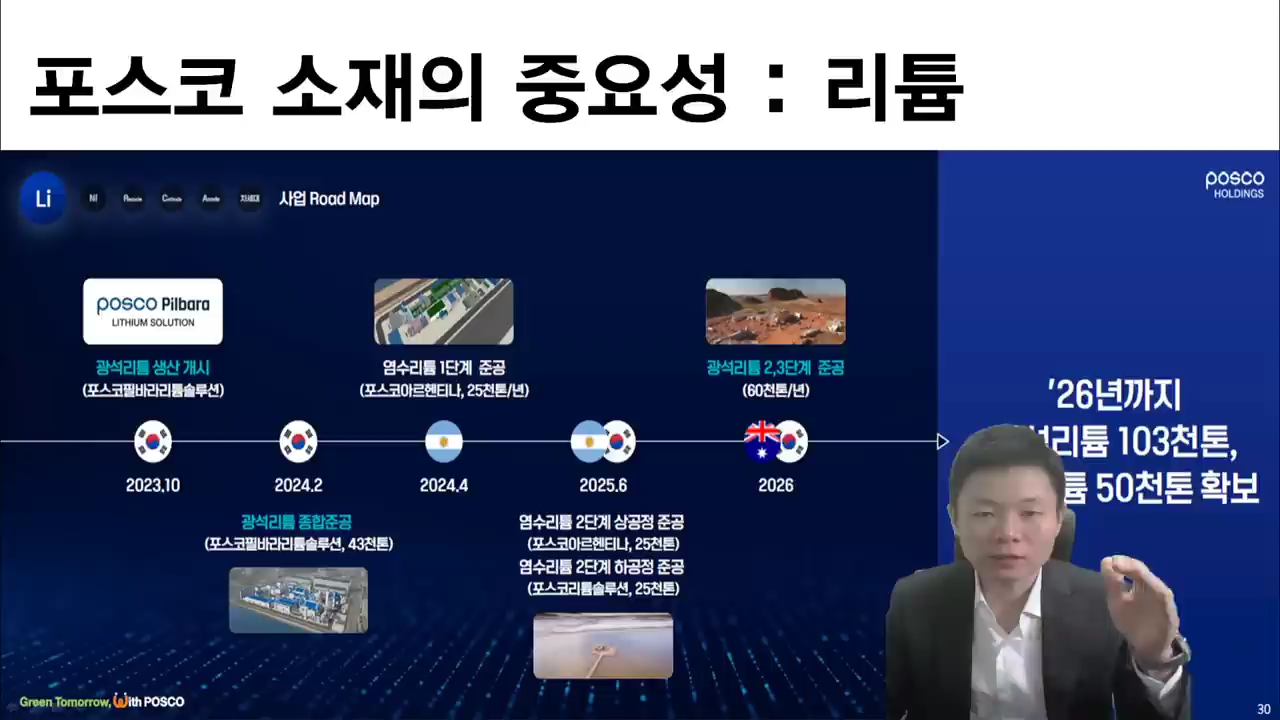 포스코 소재의 중요성 : 리튬
Li
Ni
Cathode
Anode
차세대
사업 Road Map
posco
HOLDINGS
posco Pilbara
LITHIUM SOLUTION
광석리튬 생산 개시
(포스코필바라리튬솔루션)
염수리튬 1단계 준공
(포스코아르헨티나, 25천톤/년)
광석리튬 2,3단계 준공
(60천톤/년)
2023.10
2024.2
2024.4
2025.6
2026
광석리튬 종합준공
(포스코필바라리튬솔루션, 43천톤)
염수리튬 2단계 상공정 준공
(포스코아르헨티나, 25천톤)
염수리튬 2단계 하공정 준공
(포스코리튬솔루션, 25천톤)
'26년까지
리튬 103천톤,
튬 50천톤 확보
Green Tomorrow, With POSCO
30